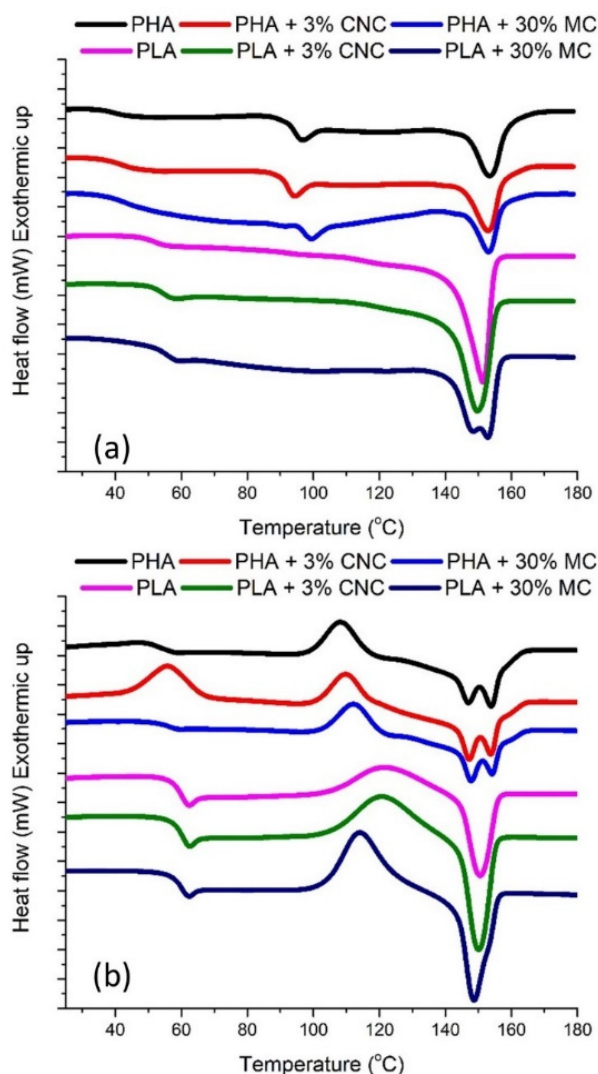 PHA PHA + 3% CNC PHA + 30% MC
PLA PLA + 3% CNC PLA + 30% MC
Heat flow (mW) Exothermic up
(a)
40 60 80 100 120 140 160 180
Temperature (°C)
PHA PHA + 3% CNC PHA + 30% MC
PLA PLA + 3% CNC PLA + 30% MC
Heat flow (mW) Exothermic up
(b)
40 60 80 100 120 140 160 180
Temperature (°C)